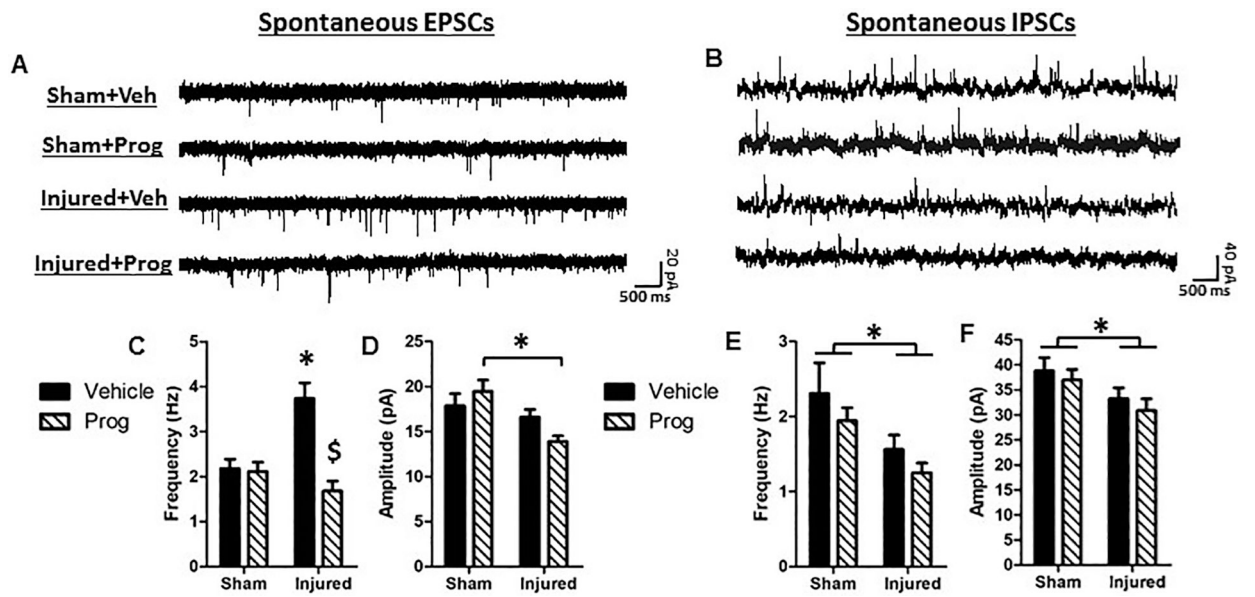 Spontaneous EPSCs
Spontaneous IPSCs
A
B
Sham+Veh
Sham+Prog
Injured+Veh
Injured+Prog
20 pA
500 ms
40 pA
500 ms
C
Vehicle
Prog
Frequency (Hz)
5
4
3
2
1
0
*
$
Sham Injured
D
Amplitude (pA)
25
20
15
10
5
0
*
Sham Injured
Vehicle
Prog
E
Frequency (Hz)
3
2
1
0
*
Sham Injured
F
Amplitude (pA)
45
40
35
30
25
20
15
10
5
0
*
Sham Injured